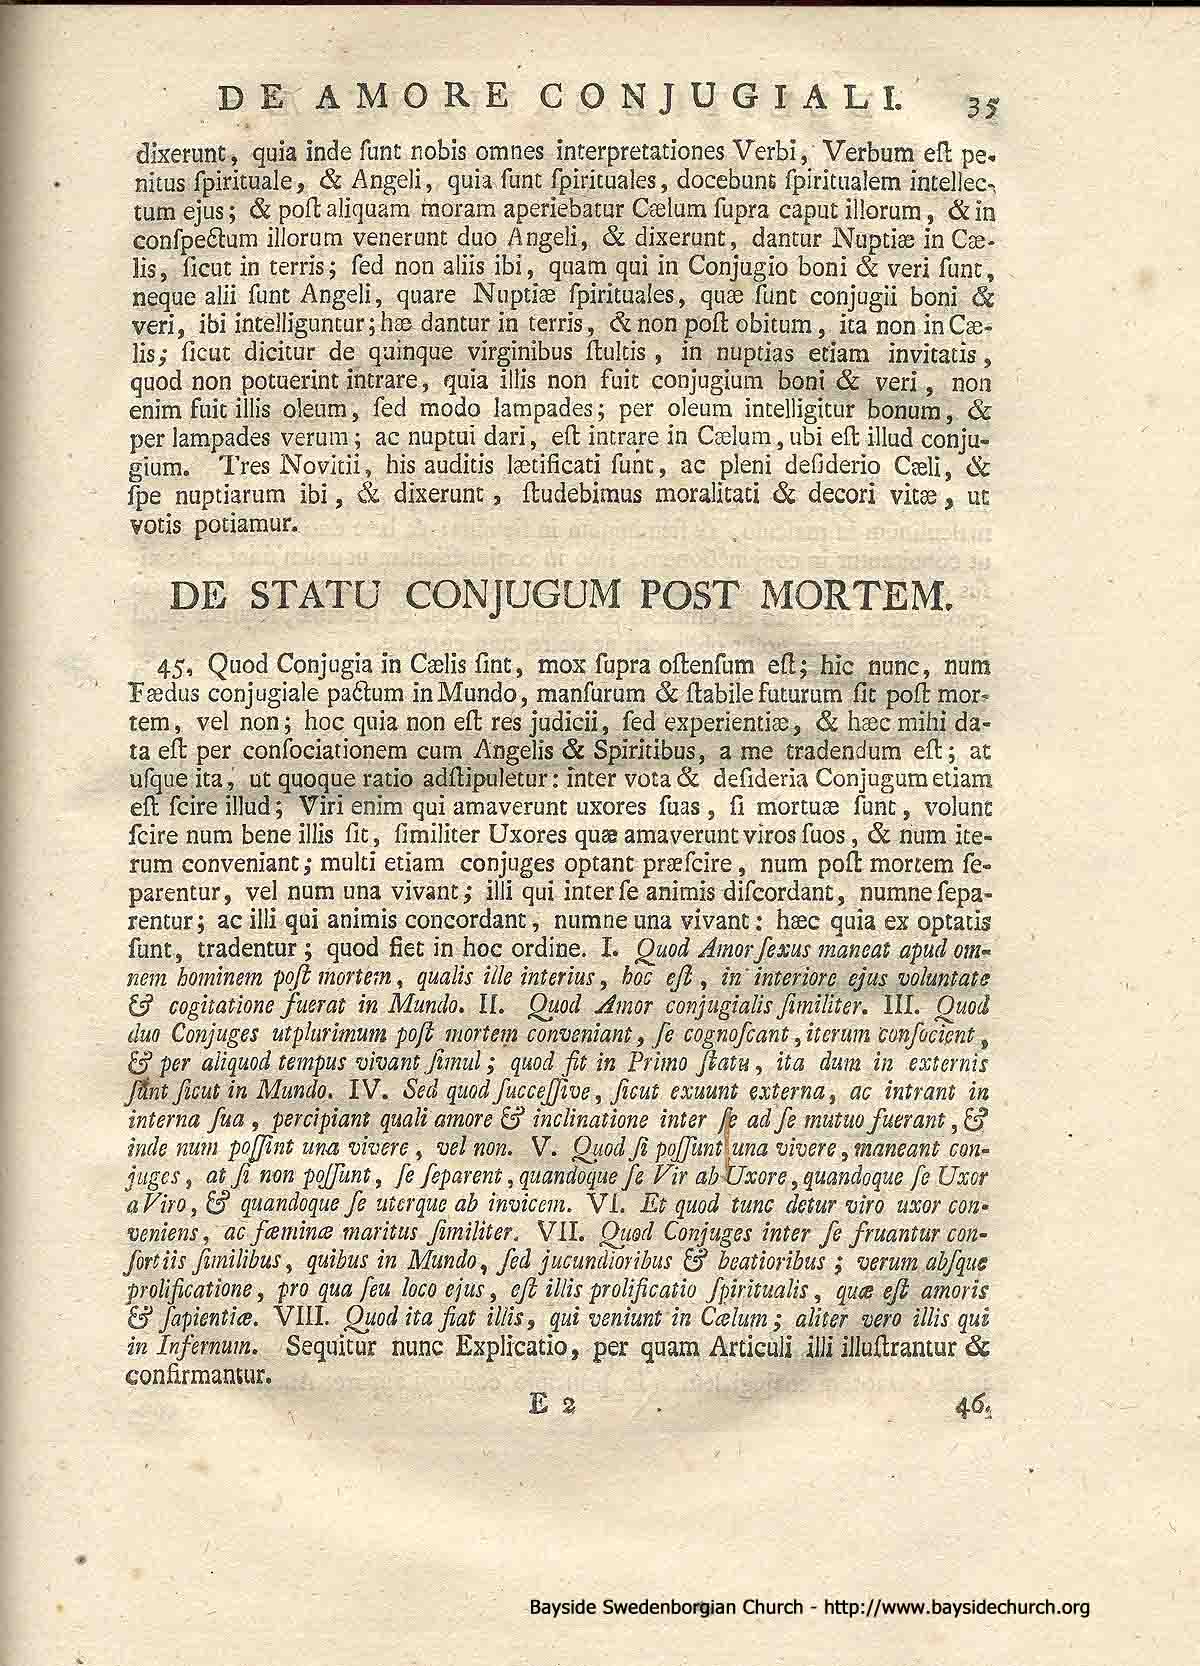 DE AMORE CONJUGIALI. 35
dixerunt, quia inde ſunt nobis omnes interpretationes Verbi, Verbum eſt pe-
nitus ſpirituale, & Angeli, quia ſunt ſpirituales, docebunt ſpiritualem intellec-
tum ejus; & poſt aliquam moram aperiebatur Cælum ſupra caput illorum, & in
conſpectum illorum venerunt duo Angeli, & dixerunt, dantur Nuptiæ in Cæ-
lis, ſicut in terris; ſed non aliis ibi, quam qui in Conjugio boni & veri ſunt,
neque alii ſunt Angeli, quare Nuptiæ ſpirituales, quæ ſunt conjugii boni &
veri, ibi intelliguntur; hæ dantur in terris, & non poſt obitum, ita non in Cæ-
lis; ſicut dicitur de quinque virginibus ſtultis, in nuptias etiam invitatis,
quod non potuerint intrare, quia illis non fuit conjugium boni & veri, non
enim fuit illis oleum, ſed modo lampades; per oleum intelligitur bonum, &
per lampades verum; ac nuptui dari, eſt intrare in Cælum, ubi eſt illud conju-
gium. Tres Novitii, his auditis lætificati ſunt, ac pleni deſiderio Cæli, &
ſpe nuptiarum ibi, & dixerunt, ſtudebimus moralitati & decori vitæ, ut
votis potiamur.
DE STATU CONJUGUM POST MORTEM.
45. Quod Conjugia in Cælis ſint, mox ſupra oſtenſum eſt; hic nunc, num
Fædus conjugiale pactum in Mundo, manſurum & ſtabile futurum ſit poſt mor-
tem, vel non; hoc quia non eſt res judicii, ſed experientiæ, & hæc mihi da-
ta eſt per conſociationem cum Angelis & Spiritibus, a me tradendum eſt; at
uſque ita, ut quoque ratio adſtipuletur: inter vota & deſideria Conjugum etiam
eſt ſcire illud; Viri enim qui amaverunt uxores ſuas, ſi mortuæ ſunt, volunt
ſcire num bene illis ſit, ſimiliter Uxores quæ amaverunt viros ſuos, & num ite-
rum conveniant; multi etiam conjuges optant præſcire, num poſt mortem ſe-
parentur, vel num una vivant; illi qui inter ſe animis diſcordant, numne ſepa-
rentur; ac illi qui animis concordant, numne una vivant: hæc quia ex optatis
ſunt, tradentur; quod fiet in hoc ordine. I. Quod Amor ſexus maneat apud om-
nem hominem poſt mortem, qualis ille interius, hoc eſt, in interiore ejus voluntate
& cogitatione fuerat in Mundo. II. Quod Amor conjugialis ſimiliter. III. Quod
duo Conjuges utplurimum poſt mortem conveniant, ſe cognoſcant, iterum conſocient,
& per aliquod tempus vivant ſimul; quod fit in Primo ſtatu, ita dum in externis
ſunt ſicut in Mundo. IV. Sed quod ſucceſſive, ſicut exuunt externa, ac intrant in
interna ſua, percipiant quali amore & inclinatione inter ſe ad ſe mutuo fuerant, &
inde num poſſint una vivere, vel non. V. Quod ſi poſſunt una vivere, maneant con-
juges, at ſi non poſſunt, ſe ſeparent, quandoque ſe Vir ab Uxore, quandoque ſe Uxor
a Viro, & quandoque ſe uterque ab invicem. VI. Et quod tunc detur viro uxor con-
veniens, ac fæminæ maritus ſimiliter. VII. Quod Conjuges inter ſe fruantur con-
ſortiis ſimilibus, quibus in Mundo, ſed jucundioribus & beatioribus; verum abſque
prolificatione, pro qua ſeu loco ejus, eſt illis prolificatio ſpiritualis, quæ eſt amoris
& ſapientiæ. VIII. Quod ita fiat illis, qui veniunt in Cælum; aliter vero illis qui
in Infernum. Sequitur nunc Explicatio, per quam Articuli illi illuſtrantur &
confirmantur.
E 2 46.
Bayside Swedenborgian Church - http://www.baysidechurch.org